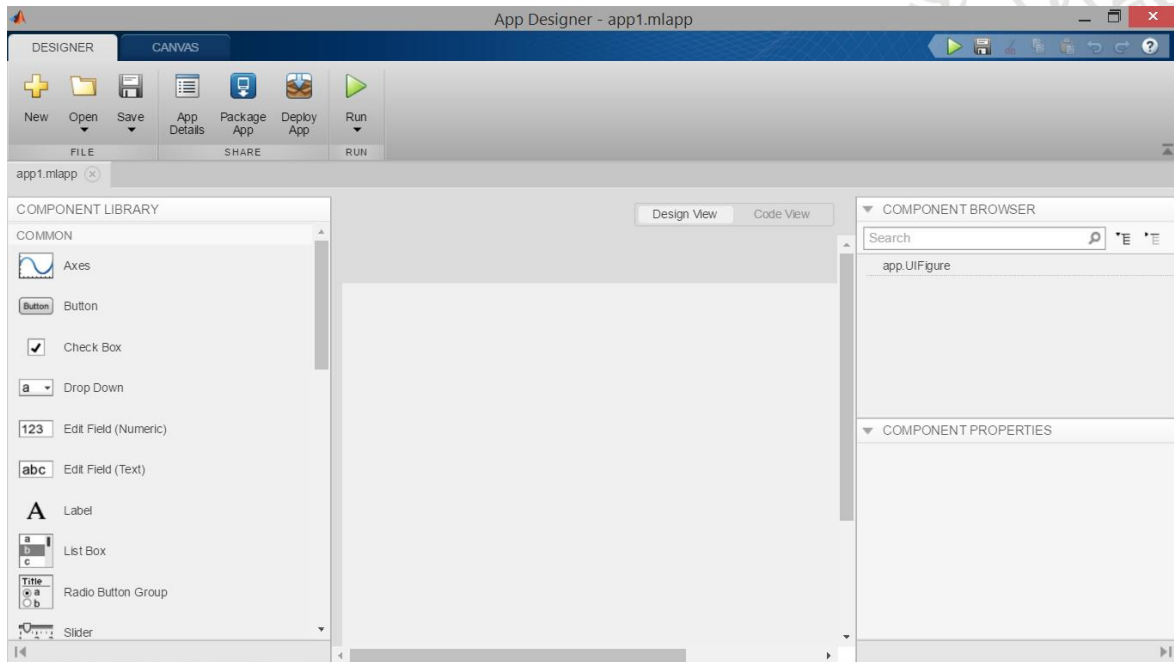 App Designer - app1.mlapp
DESIGNER CANVAS
New Open Save App Details Package App Deploy App Run
FILE SHARE RUN
app1.mlapp
COMPONENT LIBRARY
COMMON
Axes
Button Button
Check Box
a Drop Down
123 Edit Field (Numeric)
abc Edit Field (Text)
A Label
a
b
c
List Box
Title
a
b
Radio Button Group
Slider
Design View Code View
COMPONENT BROWSER
Search
app.UIFigure
COMPONENT PROPERTIES